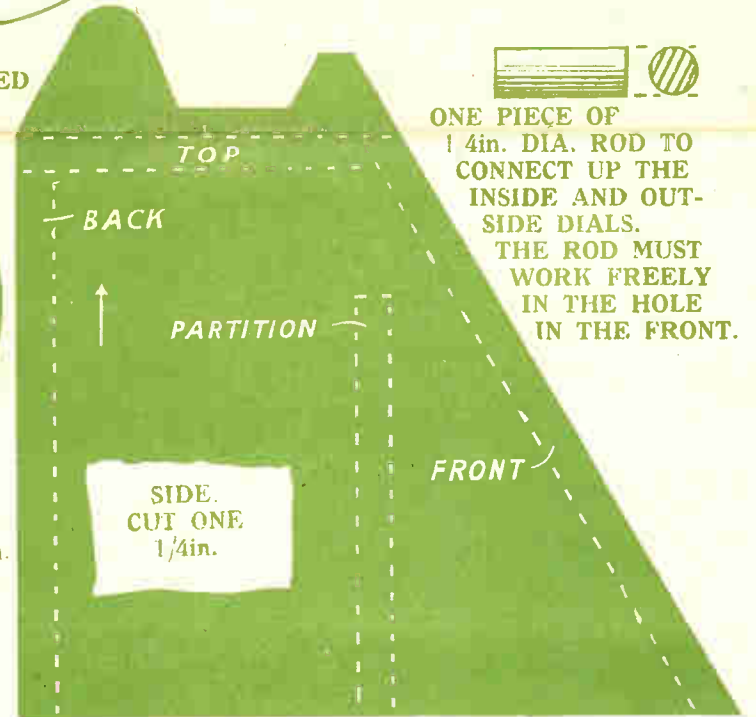 ED
ONE PIECE OF
1 4in. DIA. ROD TO
CONNECT UP THE
INSIDE AND OUT-
SIDE DIALS.
THE ROD MUST
WORK FREELY
IN THE HOLE
IN THE FRONT.
TOP
BACK
PARTITION
FRONT
SIDE.
CUT ONE
1/4in.
n.